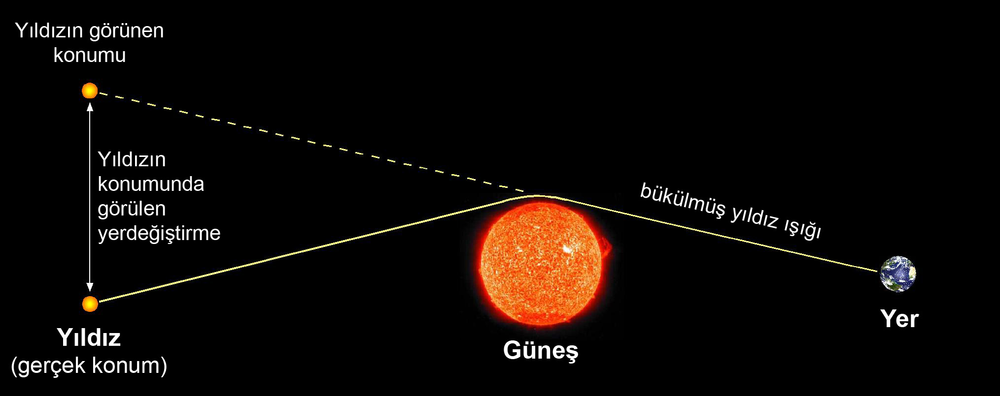 Yıldızın görünen
konumu
Yıldızın
konumunda
görülen
yerdeğiştirme
bükülmüş yıldız ışığı
Yıldız
(gerçek konum)
Güneş
Yer